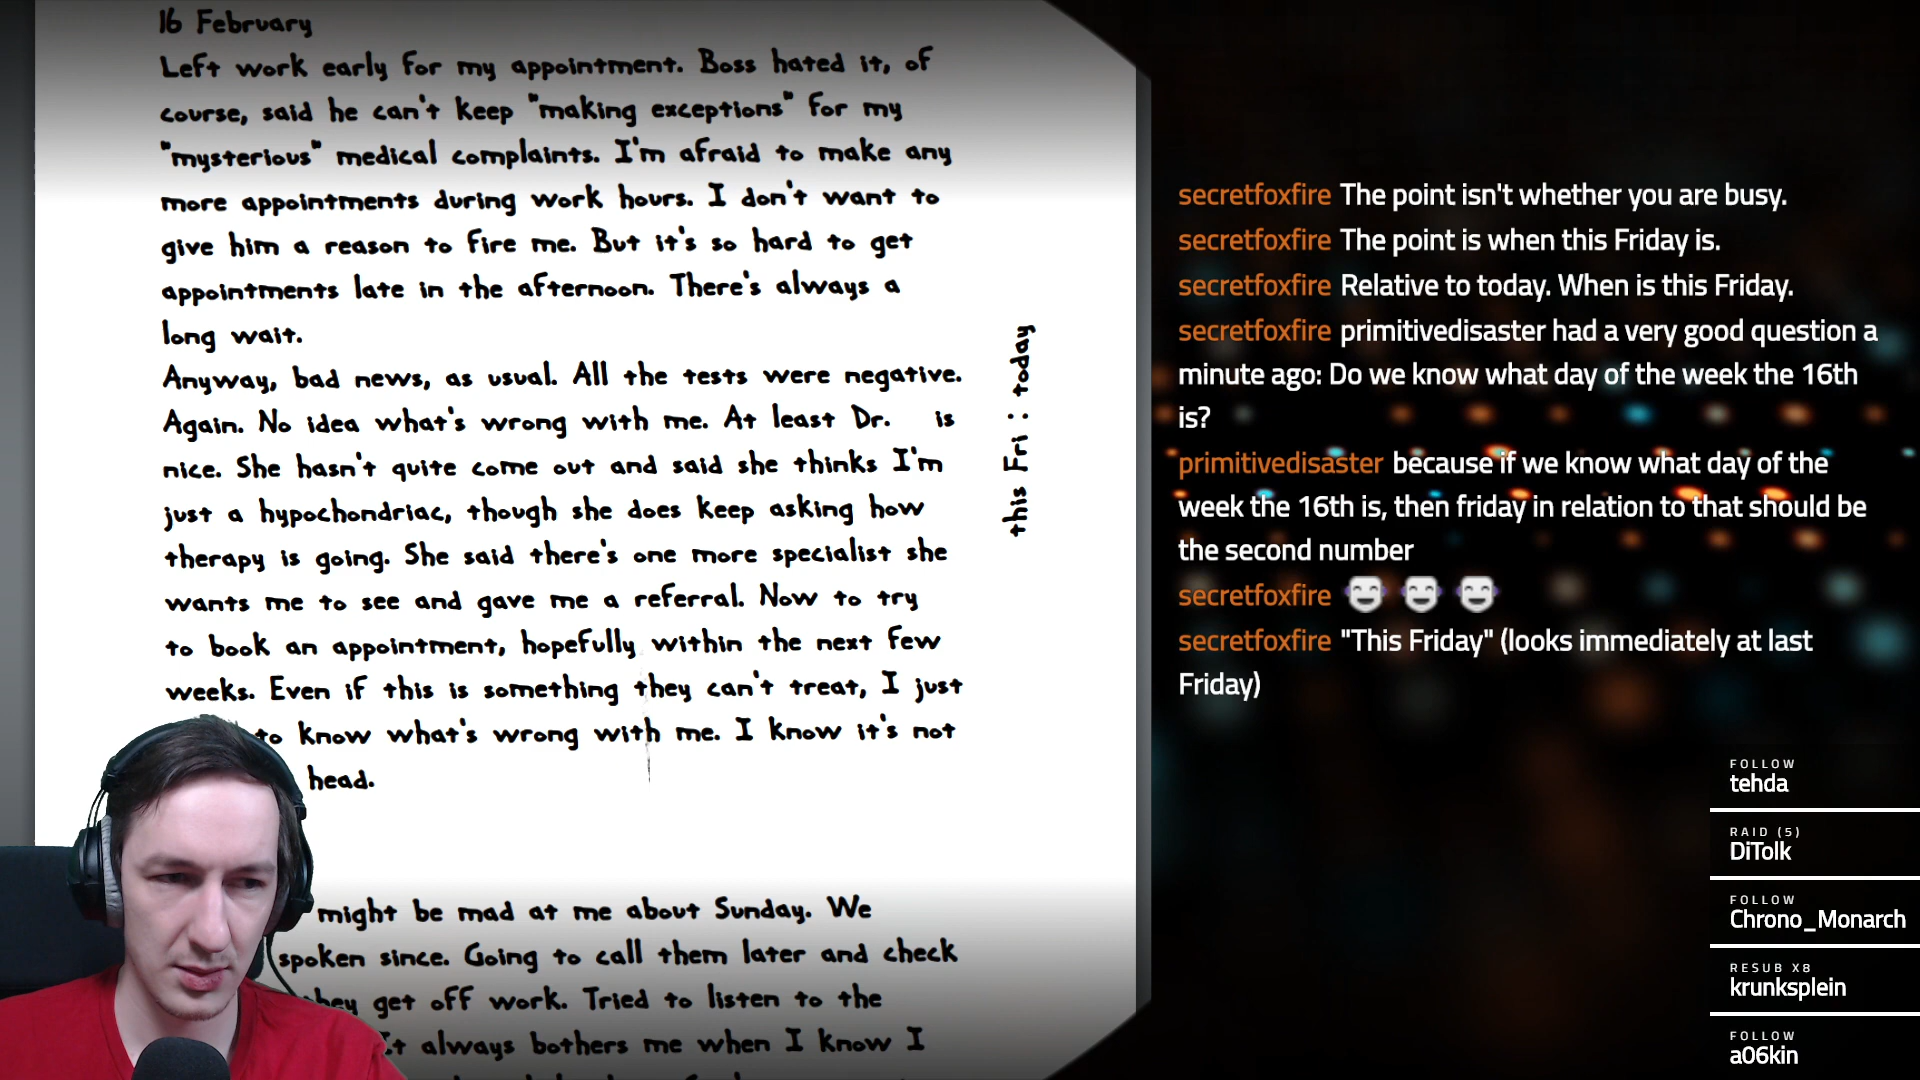 16 February
Left work early for my appointment. Boss hated it, of
course, said he can't keep "making exceptions" for my
"mysterious" medical complaints. I'm afraid to make any
more appointments during work hours. I don't want to
give him a reason to fire me. But it's so hard to get
appointments late in the afternoon. There's always a
long wait.
Anyway, bad news, as usual. All the tests were negative.
Again. No idea what's wrong with me. At least Dr. is
nice. She hasn't quite come out and said she thinks I'm
just a hypochondriac, though she does keep asking how
therapy is going. She said there's one more specialist she
wants me to see and gave me a referral. Now to try
to book an appointment, hopefully within the next few
weeks. Even if this is something they can't treat, I just
to know what's wrong with me. I know it's not
head.
might be mad at me about Sunday. We
spoken since. Going to call them later and check
they get off work. Tried to listen to the
It always bothers me when I know I
this Fri : today
secretfoxfire The point isn't whether you are busy.
secretfoxfire The point is when this Friday is.
secretfoxfire Relative to today. When is this Friday.
secretfoxfire primitivedisaster had a very good question a
minute ago: Do we know what day of the week the 16th
is?
primitivedisaster because if we know what day of the
week the 16th is, then friday in relation to that should be
the second number
secretfoxfire
secretfoxfire "This Friday" (looks immediately at last
Friday)
FOLLOW
tehda
RAID (5)
DiTolk
FOLLOW
Chrono_Monarch
RESUB X8
krunksplein
FOLLOW
a06kin